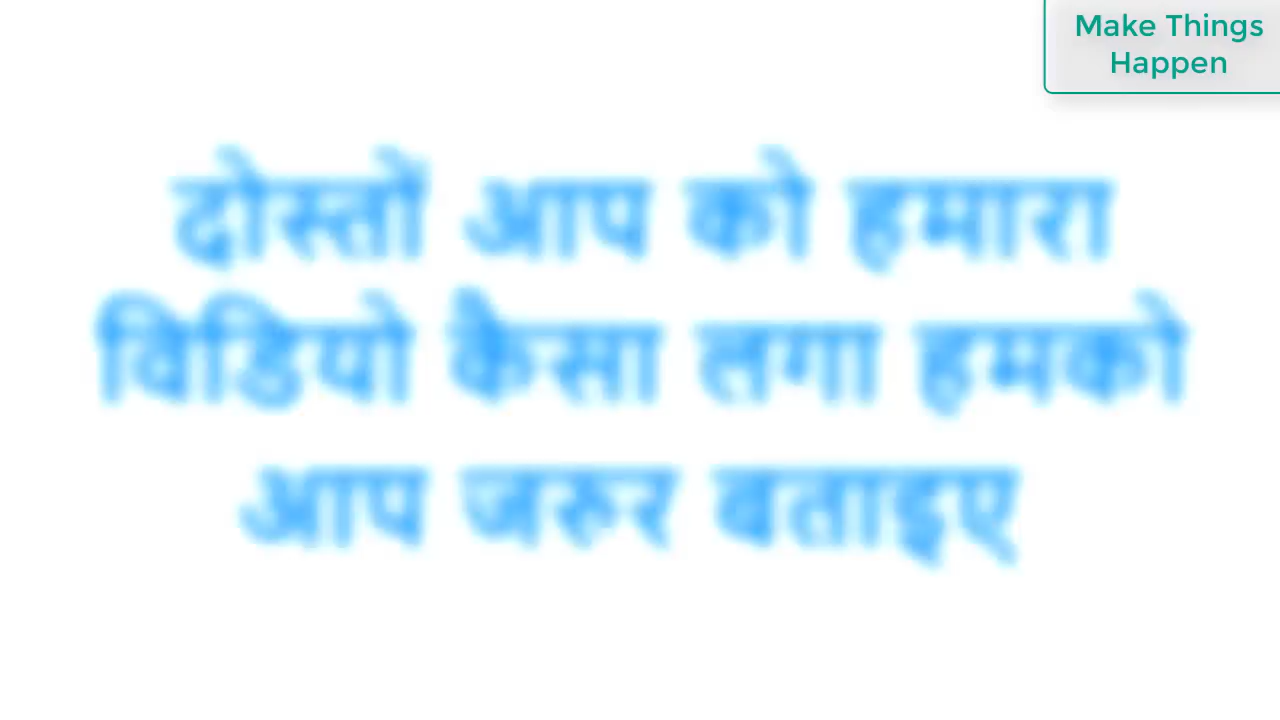 Make Things
Happen
दोस्तों आप को हमारा
विडियो कैसा लगा हमको
आप जरुर बताइए